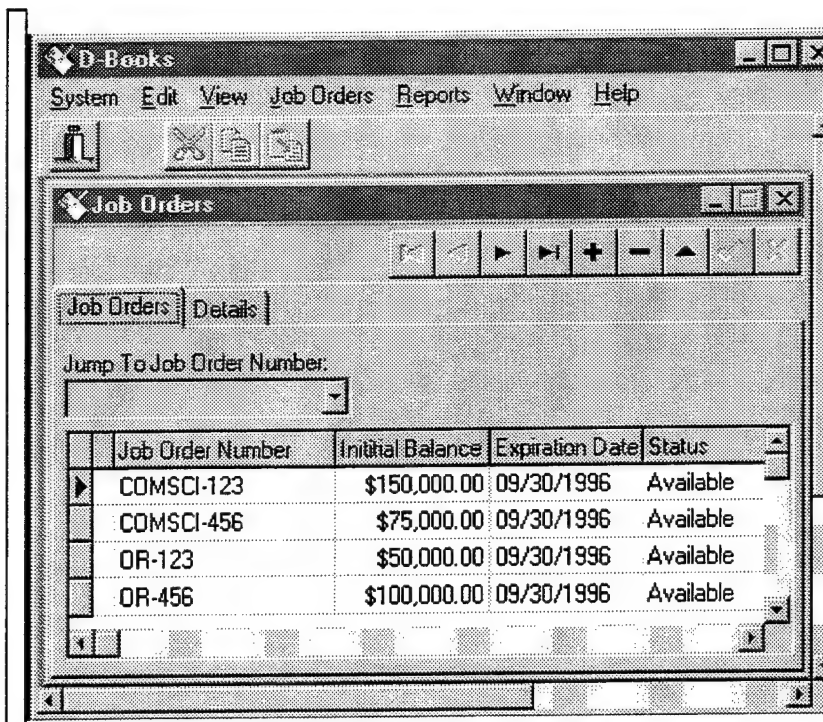 D-Books
System Edit View Job Orders Reports Window Help
Job Orders
Job Orders Details
Jump To Job Order Number:
Job Order Number Inititial Balance Expiration Date Status
COMSCI-123 $150,000.00 09/30/1996 Available
COMSCI-456 $75,000.00 09/30/1996 Available
OR-123 $50,000.00 09/30/1996 Available
OR-456 $100,000.00 09/30/1996 Available